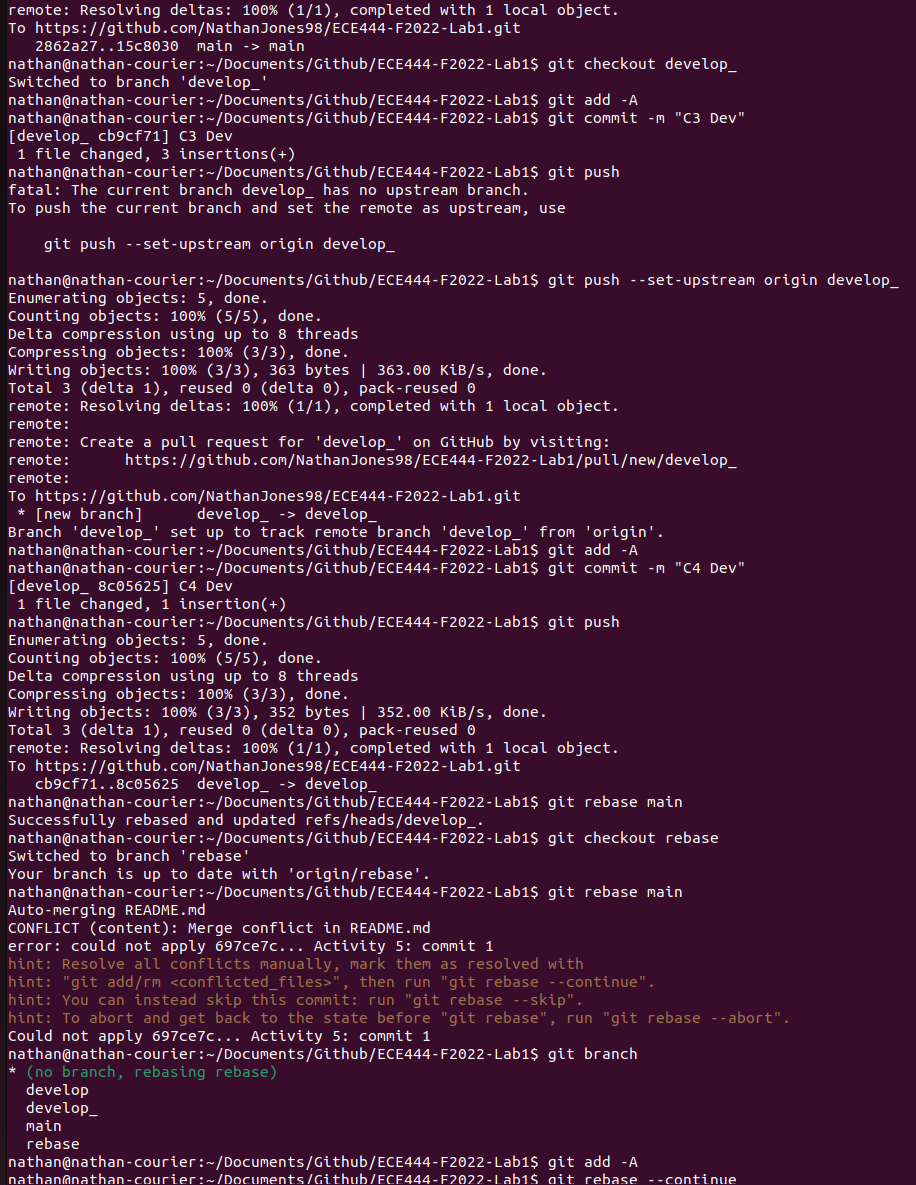 remote: Resolving deltas: 100% (1/1), completed with 1 local object.
To https://github.com/NathanJones98/ECE444-F2022-Lab1.git
   2862a27..15c8030  main -> main
nathan@nathan-courier:~/Documents/Github/ECE444-F2022-Lab1$ git checkout develop_
Switched to branch 'develop_'
nathan@nathan-courier:~/Documents/Github/ECE444-F2022-Lab1$ git add -A
nathan@nathan-courier:~/Documents/Github/ECE444-F2022-Lab1$ git commit -m "C3 Dev"
[develop_ cb9cf71] C3 Dev
 1 file changed, 3 insertions(+)
nathan@nathan-courier:~/Documents/Github/ECE444-F2022-Lab1$ git push
fatal: The current branch develop_ has no upstream branch.
To push the current branch and set the remote as upstream, use

    git push --set-upstream origin develop_

nathan@nathan-courier:~/Documents/Github/ECE444-F2022-Lab1$ git push --set-upstream origin develop_
Enumerating objects: 5, done.
Counting objects: 100% (5/5), done.
Delta compression using up to 8 threads
Compressing objects: 100% (3/3), done.
Writing objects: 100% (3/3), 363 bytes | 363.00 KiB/s, done.
Total 3 (delta 1), reused 0 (delta 0), pack-reused 0
remote: Resolving deltas: 100% (1/1), completed with 1 local object.
remote:
remote: Create a pull request for 'develop_' on GitHub by visiting:
remote:      https://github.com/NathanJones98/ECE444-F2022-Lab1/pull/new/develop_
remote:
To https://github.com/NathanJones98/ECE444-F2022-Lab1.git
 * [new branch]      develop_ -> develop_
Branch 'develop_' set up to track remote branch 'develop_' from 'origin'.
nathan@nathan-courier:~/Documents/Github/ECE444-F2022-Lab1$ git add -A
nathan@nathan-courier:~/Documents/Github/ECE444-F2022-Lab1$ git commit -m "C4 Dev"
[develop_ 8c05625] C4 Dev
 1 file changed, 1 insertion(+)
nathan@nathan-courier:~/Documents/Github/ECE444-F2022-Lab1$ git push
Enumerating objects: 5, done.
Counting objects: 100% (5/5), done.
Delta compression using up to 8 threads
Compressing objects: 100% (3/3), done.
Writing objects: 100% (3/3), 352 bytes | 352.00 KiB/s, done.
Total 3 (delta 1), reused 0 (delta 0), pack-reused 0
remote: Resolving deltas: 100% (1/1), completed with 1 local object.
To https://github.com/NathanJones98/ECE444-F2022-Lab1.git
   cb9cf71..8c05625  develop_ -> develop_
nathan@nathan-courier:~/Documents/Github/ECE444-F2022-Lab1$ git rebase main
Successfully rebased and updated refs/heads/develop_.
nathan@nathan-courier:~/Documents/Github/ECE444-F2022-Lab1$ git checkout rebase
Switched to branch 'rebase'
Your branch is up to date with 'origin/rebase'.
nathan@nathan-courier:~/Documents/Github/ECE444-F2022-Lab1$ git rebase main
Auto-merging README.md
CONFLICT (content): Merge conflict in README.md
error: could not apply 697ce7c... Activity 5: commit 1
hint: Resolve all conflicts manually, mark them as resolved with
hint: "git add/rm <conflicted_files>", then run "git rebase --continue".
hint: You can instead skip this commit: run "git rebase --skip".
hint: To abort and get back to the state before "git rebase", run "git rebase --abort".
Could not apply 697ce7c... Activity 5: commit 1
nathan@nathan-courier:~/Documents/Github/ECE444-F2022-Lab1$ git branch
* (no branch, rebasing rebase)
  develop
  develop_
  main
  rebase
nathan@nathan-courier:~/Documents/Github/ECE444-F2022-Lab1$ git add -A
nathan@nathan-courier:~/Documents/Github/ECE444-F2022-Lab1$ git rebase --continue